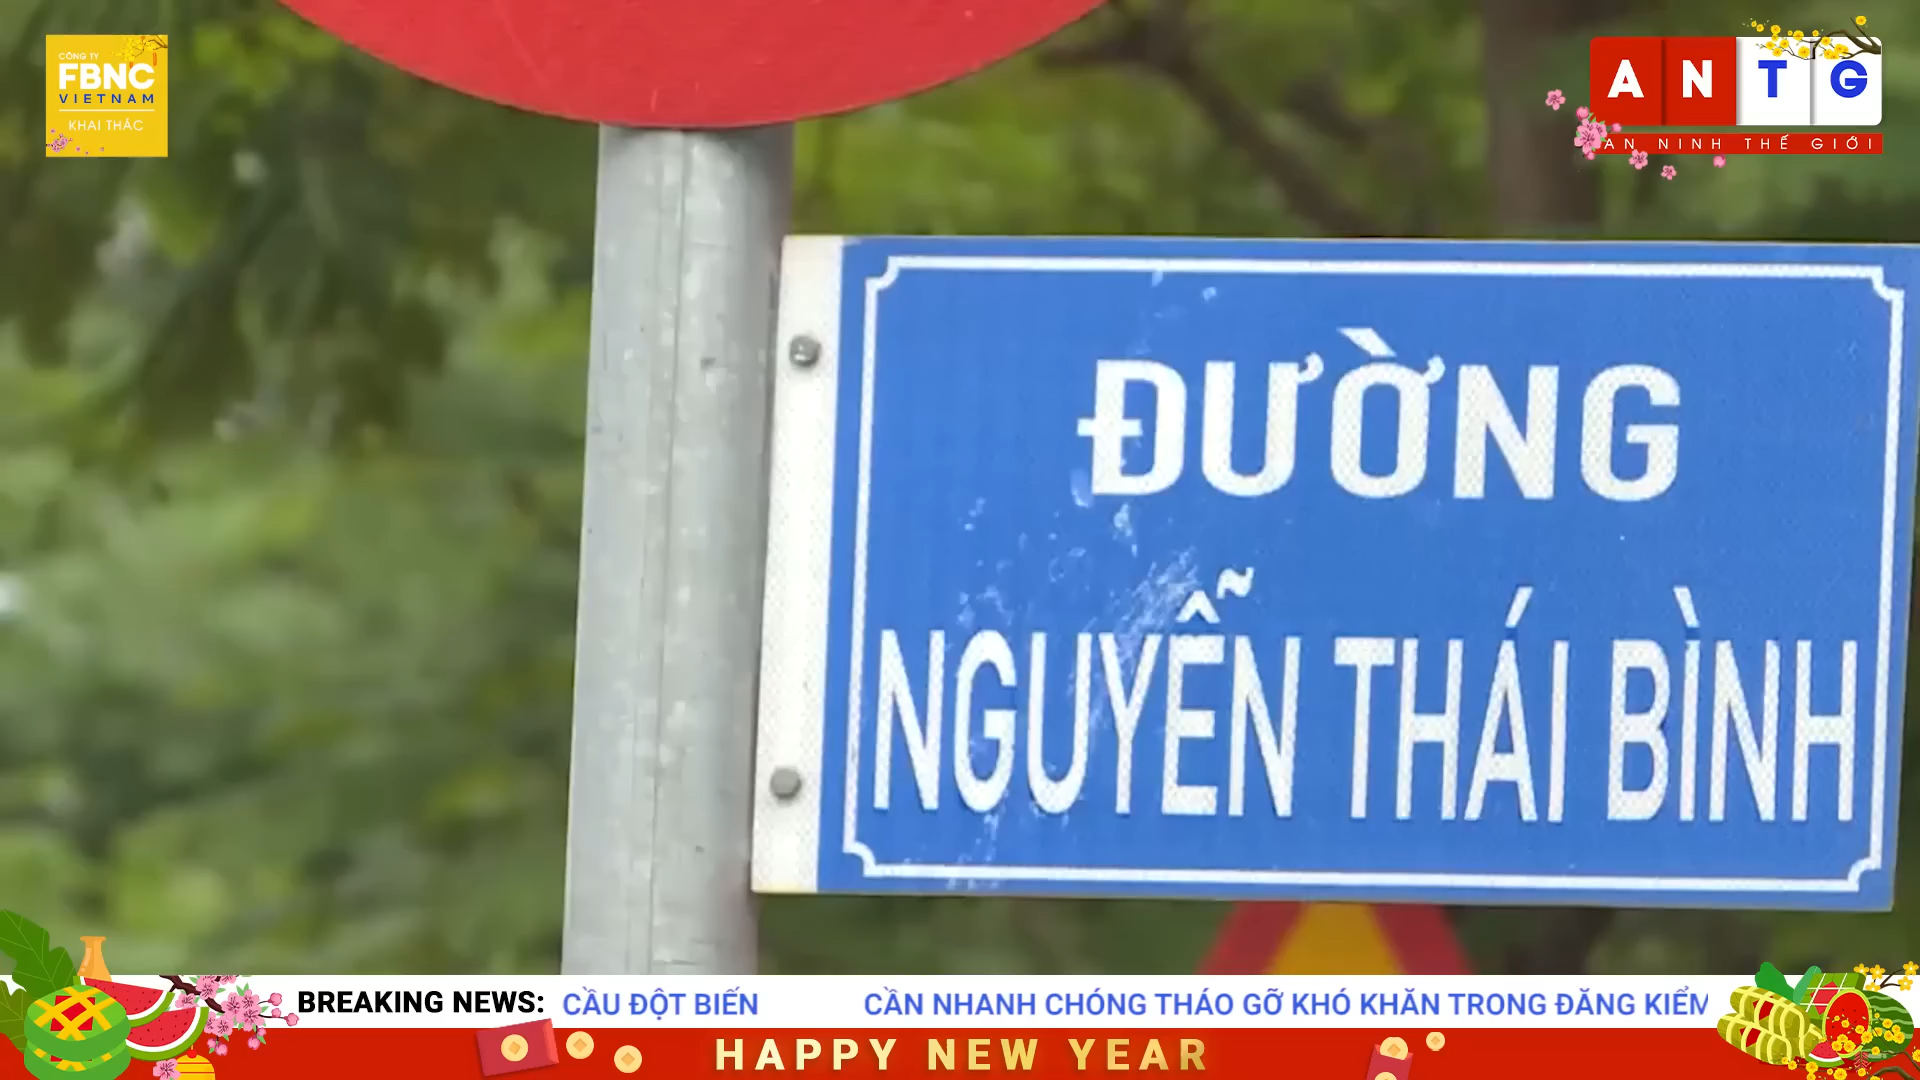 CÔNG TY
FBNC
VIETNAM
KHAI THÁC
ANTG
AN NINH THẾ GIỚI
ĐƯỜNG
NGUYỄN THÁI BÌNH
BREAKING NEWS: CẦU ĐỘT BIẾN CẦN NHANH CHÓNG THÁO GỠ KHÓ KHĂN TRONG ĐĂNG KIỂM
HAPPY NEW YEAR